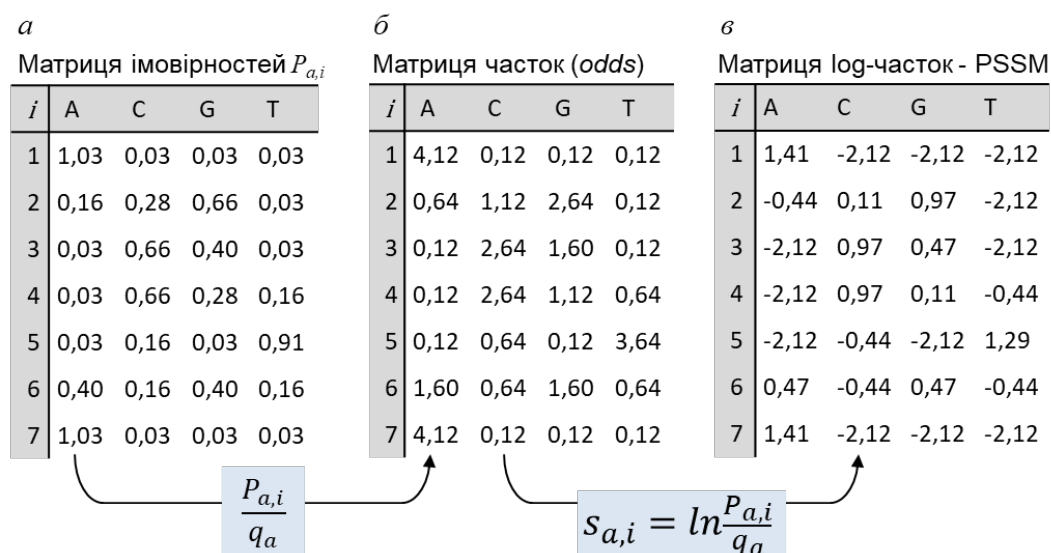 а
Матриця імовірностей P_{a,i}
i A C G T
1 1,03 0,03 0,03 0,03
2 0,16 0,28 0,66 0,03
3 0,03 0,66 0,40 0,03
4 0,03 0,66 0,28 0,16
5 0,03 0,16 0,03 0,91
6 0,40 0,16 0,40 0,16
7 1,03 0,03 0,03 0,03
P_{a,i}
q_a
б
Матриця часток (odds)
i A C G T
1 4,12 0,12 0,12 0,12
2 0,64 1,12 2,64 0,12
3 0,12 2,64 1,60 0,12
4 0,12 2,64 1,12 0,64
5 0,12 0,64 0,12 3,64
6 1,60 0,64 1,60 0,64
7 4,12 0,12 0,12 0,12
s_{a,i} = ln P_{a,i}
q_a
в
Матриця log-часток - PSSM
i A C G T
1 1,41 -2,12 -2,12 -2,12
2 -0,44 0,11 0,97 -2,12
3 -2,12 0,97 0,47 -2,12
4 -2,12 0,97 0,11 -0,44
5 -2,12 -0,44 -2,12 1,29
6 0,47 -0,44 0,47 -0,44
7 1,41 -2,12 -2,12 -2,12